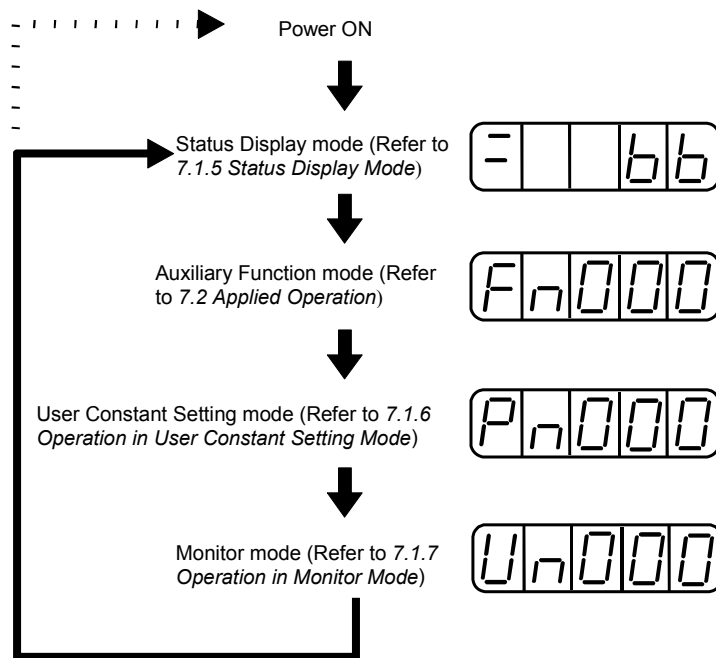 Power ON
Status Display mode (Refer to
7.1.5 Status Display Mode)
bb
Auxiliary Function mode (Refer
to 7.2 Applied Operation)
Fn000
User Constant Setting mode (Refer to 7.1.6
Operation in User Constant Setting Mode)
Pn000
Monitor mode (Refer to 7.1.7
Operation in Monitor Mode)
Un000